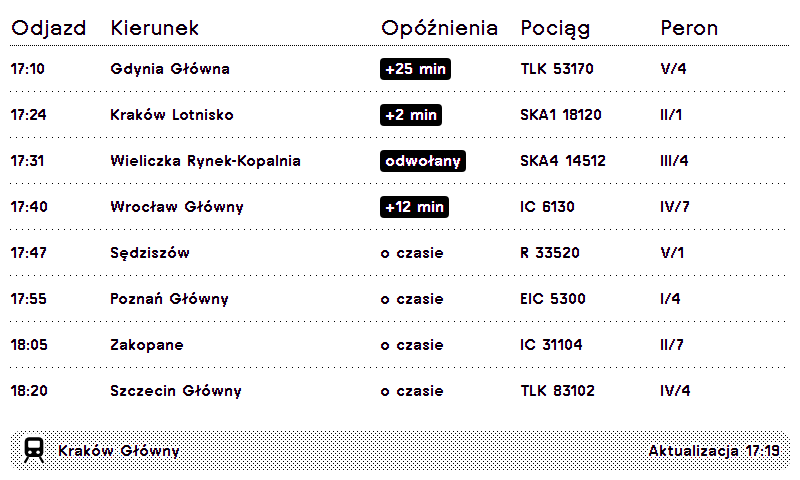 Odjazd Kierunek Opóźnienia Pociąg Peron
17:10 Gdynia Główna +25 min TLK 53170 V/4
17:24 Kraków Lotnisko +2 min SKA1 18120 II/1
17:31 Wieliczka Rynek-Kopalnia odwołany SKA4 14512 III/4
17:40 Wrocław Główny +12 min IC 6130 IV/7
17:47 Sędziszów o czasie R 33520 V/1
17:55 Poznań Główny o czasie EIC 5300 I/4
18:05 Zakopane o czasie IC 31104 II/7
18:20 Szczecin Główny o czasie TLK 83102 IV/4
Kraków Główny Aktualizacja 17:19